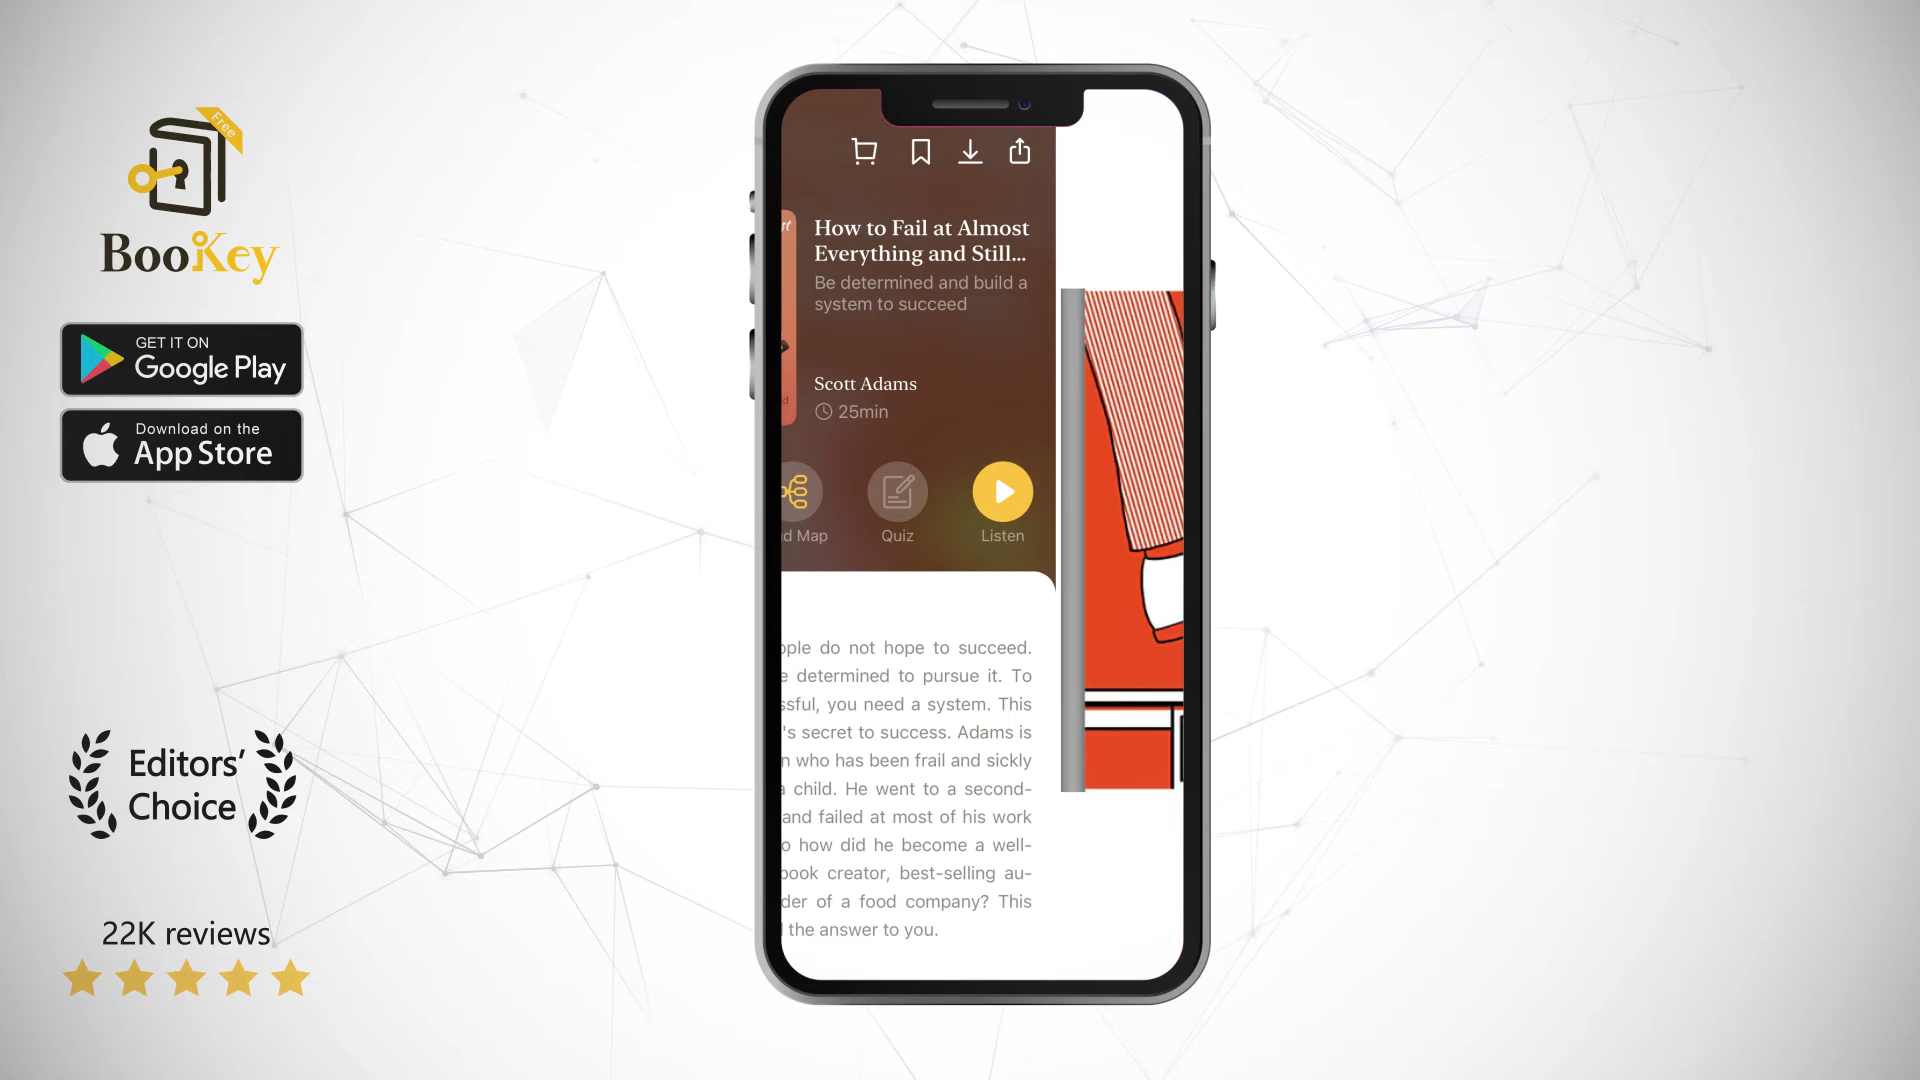 Free
BooKey
GET IT ON
Google Play
Download on the
App Store
Editors’
Choice
22K reviews
How to Fail at Almost
Everything and Still...
Be determined and build a
system to succeed
Scott Adams
25min
Map
Quiz
Listen
do not hope to succeed.
determined to pursue it. To
you need a system. This
's secret to success. Adams is
who has been frail and sickly
child. He went to a second-
and failed at most of his work
how did he become a well-
creator, best-selling au-
of a food company? This
the answer to you.